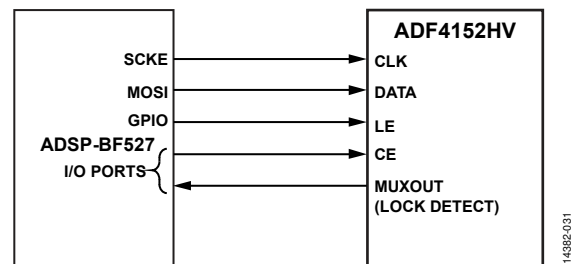 ADF4152HV
SCKE
CLK
MOSI
DATA
GPIO
LE
ADSP-BF527
CE
I/O PORTS
MUXOUT
(LOCK DETECT)
14382-031